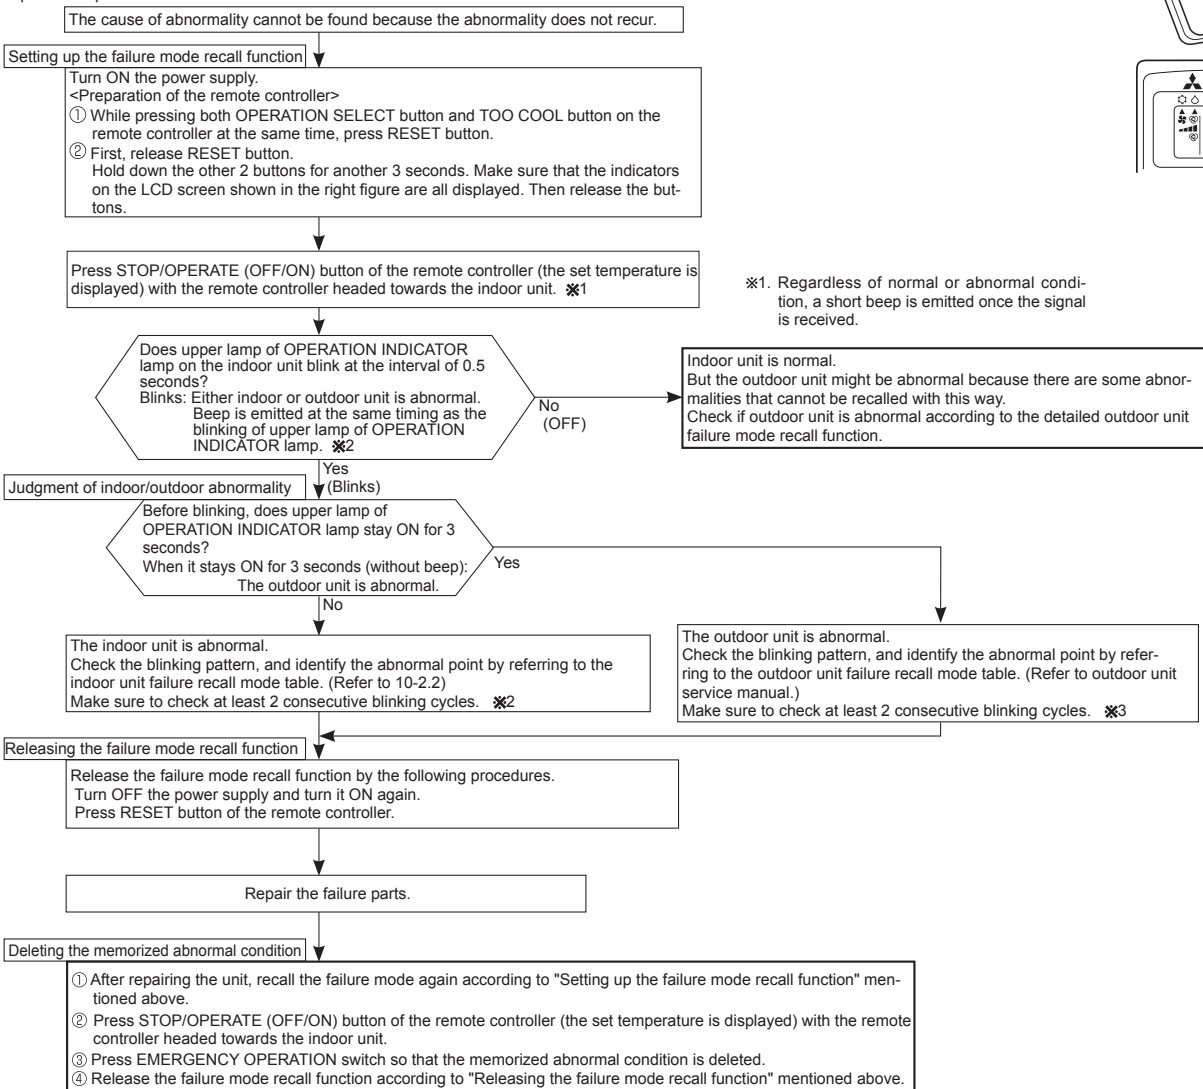 The cause of abnormality cannot be found because the abnormality does not recur.
Setting up the failure mode recall function
Turn ON the power supply.
<Preparation of the remote controller>
① While pressing both OPERATION SELECT button and TOO COOL button on the
remote controller at the same time, press RESET button.
② First, release RESET button.
Hold down the other 2 buttons for another 3 seconds. Make sure that the indicators
on the LCD screen shown in the right figure are all displayed. Then release the but-
tons.
Press STOP/OPERATE (OFF/ON) button of the remote controller (the set temperature is
displayed) with the remote controller headed towards the indoor unit. ※1
※1. Regardless of normal or abnormal condi-
tion, a short beep is emitted once the signal
is received.
Does upper lamp of OPERATION INDICATOR
lamp on the indoor unit blink at the interval of 0.5
seconds?
Blinks: Either indoor or outdoor unit is abnormal.
Beep is emitted at the same timing as the
blinking of upper lamp of OPERATION
INDICATOR lamp. ※2
No
(OFF)
Indoor unit is normal.
But the outdoor unit might be abnormal because there are some abnor-
malities that cannot be recalled with this way.
Check if outdoor unit is abnormal according to the detailed outdoor unit
failure mode recall function.
Yes
(Blinks)
Judgment of indoor/outdoor abnormality
Before blinking, does upper lamp of
OPERATION INDICATOR lamp stay ON for 3
seconds?
When it stays ON for 3 seconds (without beep):
The outdoor unit is abnormal.
Yes
No
The indoor unit is abnormal.
Check the blinking pattern, and identify the abnormal point by referring to the
indoor unit failure recall mode table. (Refer to 10-2.2)
Make sure to check at least 2 consecutive blinking cycles. ※2
The outdoor unit is abnormal.
Check the blinking pattern, and identify the abnormal point by refer-
ring to the outdoor unit failure recall mode table. (Refer to outdoor unit
service manual.)
Make sure to check at least 2 consecutive blinking cycles. ※3
Releasing the failure mode recall function
Release the failure mode recall function by the following procedures.
Turn OFF the power supply and turn it ON again.
Press RESET button of the remote controller.
Repair the failure parts.
Deleting the memorized abnormal condition
① After repairing the unit, recall the failure mode again according to "Setting up the failure mode recall function" men-
tioned above.
② Press STOP/OPERATE (OFF/ON) button of the remote controller (the set temperature is displayed) with the remote
controller headed towards the indoor unit.
③ Press EMERGENCY OPERATION switch so that the memorized abnormal condition is deleted.
④ Release the failure mode recall function according to "Releasing the failure mode recall function" mentioned above.